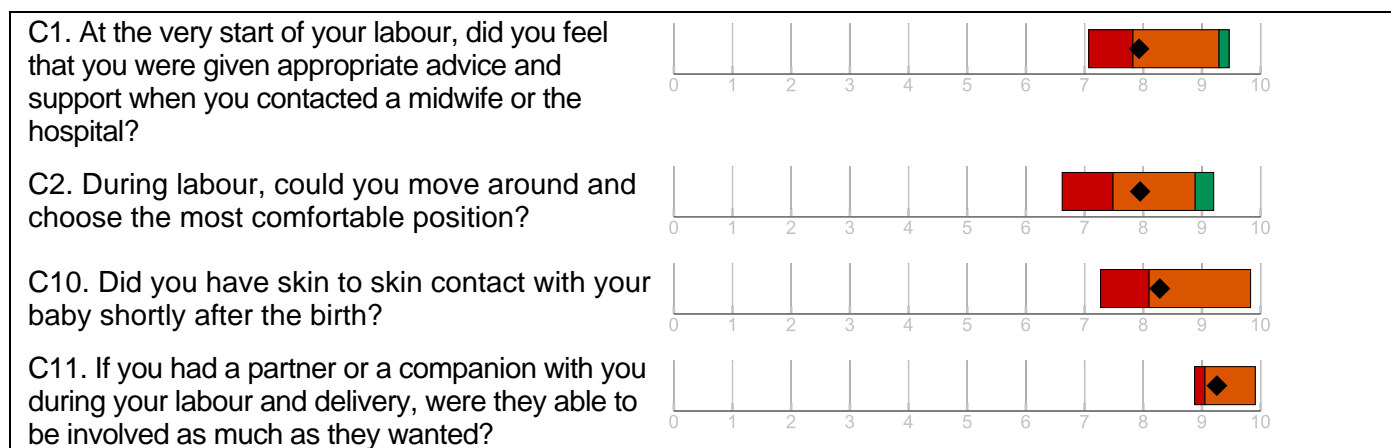 C1. At the very start of your labour, did you feel
that you were given appropriate advice and
support when you contacted a midwife or the
hospital?
0 1 2 3 4 5 6 7 8 9 10
C2. During labour, could you move around and
choose the most comfortable position?
0 1 2 3 4 5 6 7 8 9 10
C10. Did you have skin to skin contact with your
baby shortly after the birth?
0 1 2 3 4 5 6 7 8 9 10
C11. If you had a partner or a companion with you
during your labour and delivery, were they able to
be involved as much as they wanted?
0 1 2 3 4 5 6 7 8 9 10